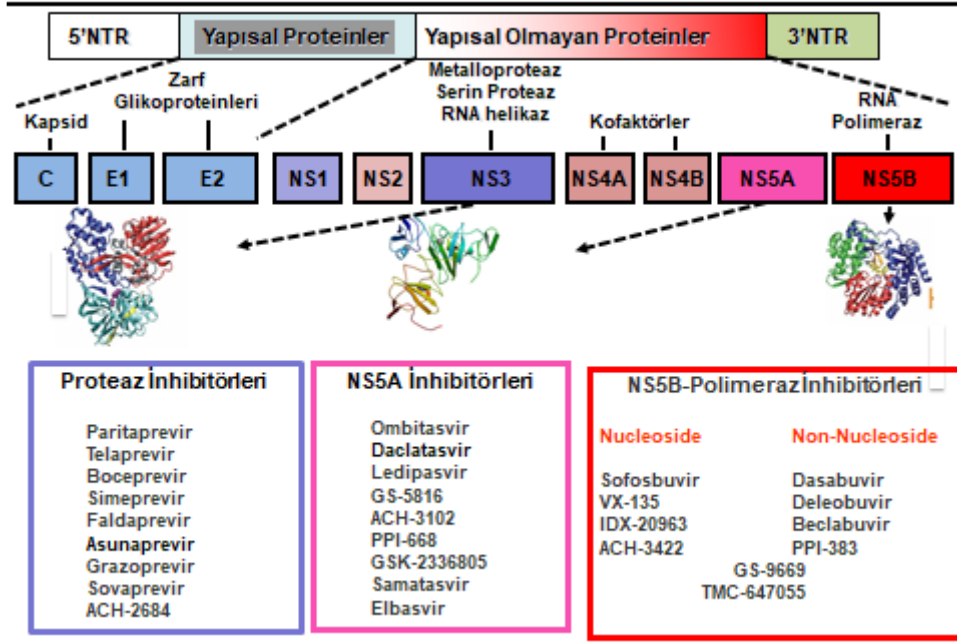 5'NTR Yapısal Proteinler Yapısal Olmayan Proteinler 3'NTR
Kapsid
Zarf
Glikoproteinleri
Metalloproteaz
Serin Proteaz
RNA helikaz
Kofaktörler
RNA
Polimeraz
C E1 E2 NS1 NS2 NS3 NS4A NS4B NS5A NS5B
Proteaz İnhibitörleri
Paritaprevir
Telaprevir
Boceprevir
Simeprevir
Faldaprevir
Asunaprevir
Grazoprevir
Sovaprevir
ACH-2684
NS5A İnhibitörleri
Ombitasvir
Daclatasvir
Ledipasvir
GS-5816
ACH-3102
PPI-668
GSK-2336805
Samatasvir
Elbasvir
NS5B-Polimeraz İnhibitörleri
Nucleoside Non-Nucleoside
Sofosbuvir Dasabuvir
VX-135 Deleobuvir
IDX-20963 Beclabuvir
ACH-3422 PPI-383
GS-9669
TMC-647055